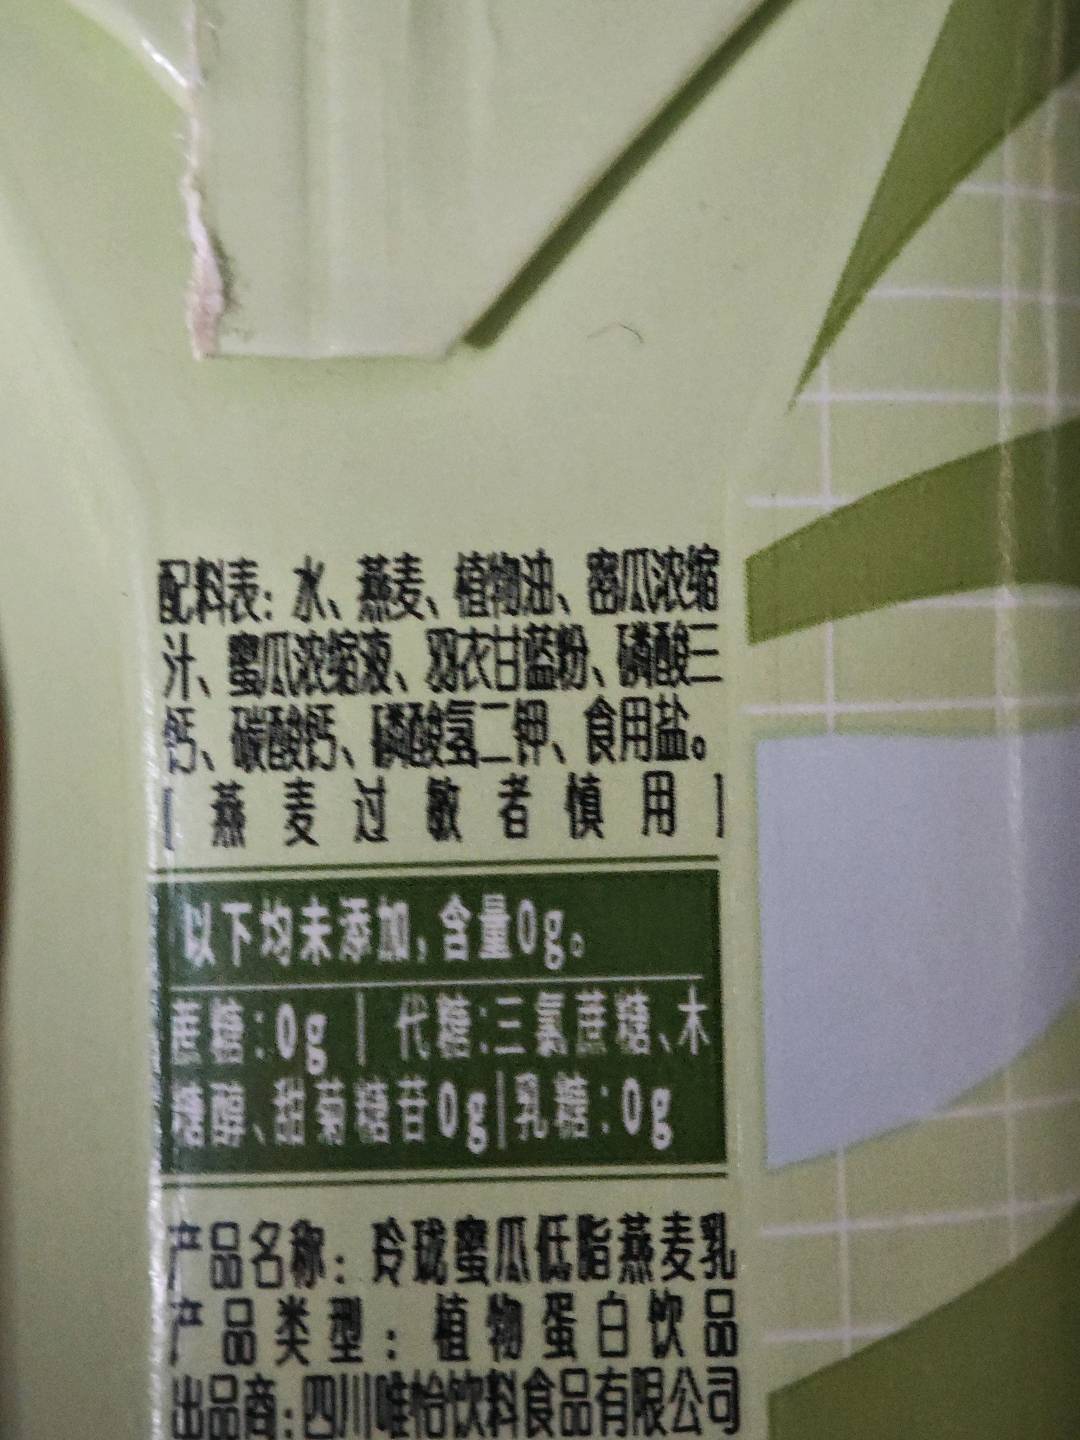 配料表：水、燕麦、植物油、密瓜浓缩
汁、蜜瓜浓缩液、羽衣甘蓝粉、磷酸三
钙、碳酸钙、磷酸氢二钾、食用盐。
[燕麦过敏者慎用]
以下均未添加，含量0g。
蔗糖：0g | 代糖：三氯蔗糖、木
糖醇、甜菊糖苷0g|乳糖：0g
产品名称：玲珑蜜瓜低脂燕麦乳
产品类型：植物蛋白饮品
出品商：四川唯怡饮料食品有限公司